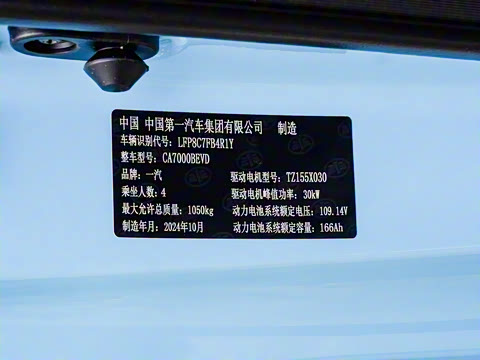 中国 中国第一汽车集团有限公司 制造
车辆识别代号: LFP8C7FB4R1Y
整车型号: CA7000BEVD
品牌: 一汽 驱动电机型号: TZ155X030
乘坐人数: 4 驱动电机峰值功率: 30kW
最大允许总质量: 1050kg 动力电池系统额定电压: 109.14V
制造年月: 2024年10月 动力电池系统额定容量: 166Ah